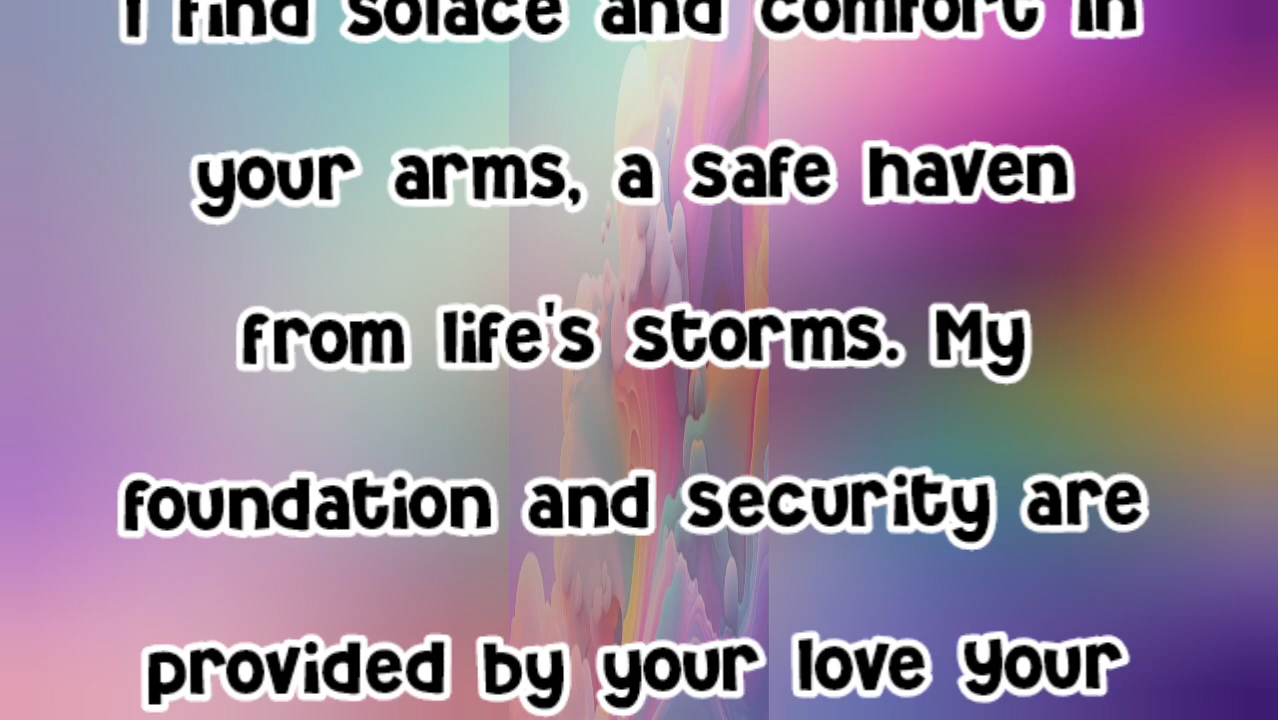 I find solace and comfort in
your arms, a safe haven
from life's storms. My
foundation and security are
provided by your love your